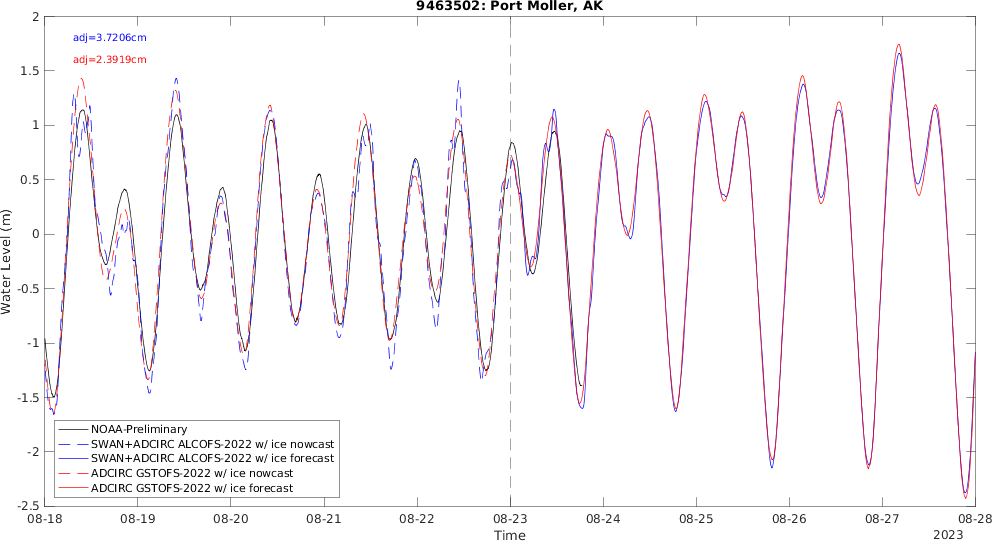 9463502: Port Moller, AK
adj=3.7206cm
adj=2.3919cm
Water Level (m)
2
1.5
1
0.5
0
-0.5
-1
-1.5
-2
-2.5
NOAA-Preliminary
SWAN+ADCIRC ALCOFS-2022 w/ ice nowcast
SWAN+ADCIRC ALCOFS-2022 w/ ice forecast
ADCIRC GSTOFS-2022 w/ ice nowcast
ADCIRC GSTOFS-2022 w/ ice forecast
08-18 08-19 08-20 08-21 08-22 08-23 08-24 08-25 08-26 08-27 08-28
Time
2023